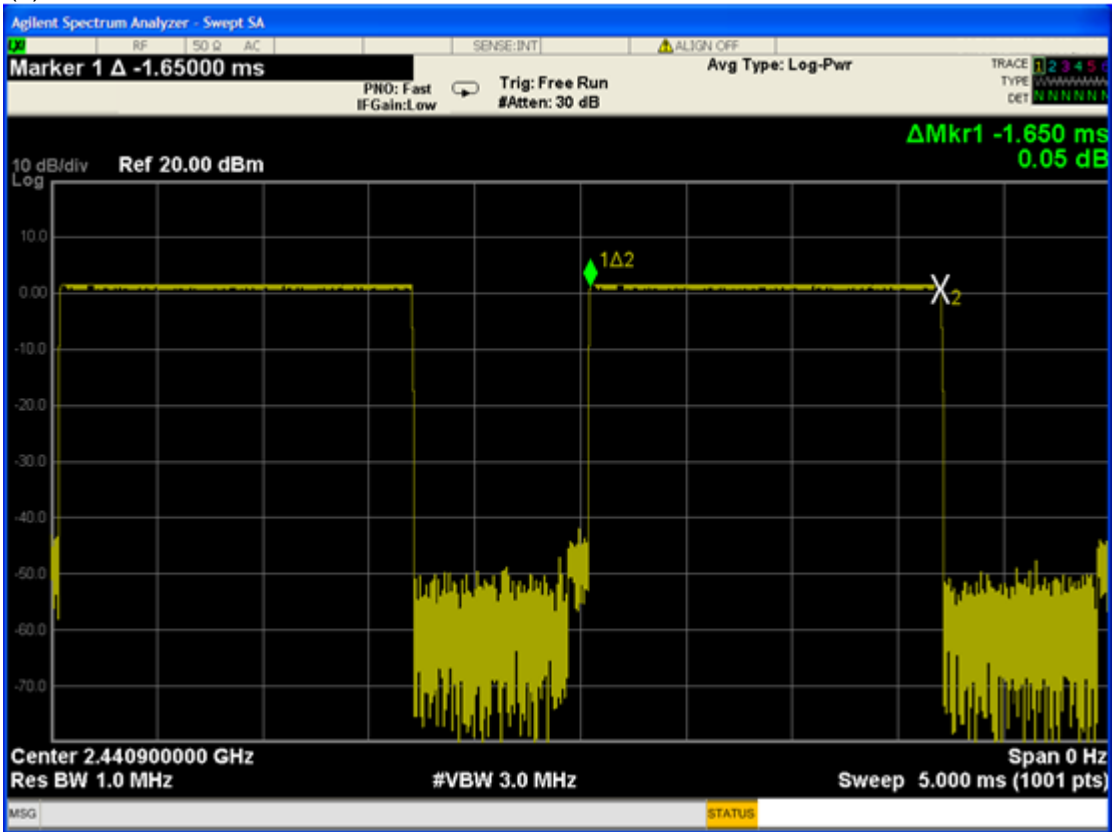 Agilent Spectrum Analyzer - Swept SA
LXI RF 50 Ω AC SENSE:INT ALIGN OFF
Marker 1 Δ -1.65000 ms
PNO: Fast
IFGain:Low
Trig: Free Run
#Atten: 30 dB
Avg Type: Log-Pwr
TRACE 1 2 3 4 5 6
TYPE
DET N N N N N N
ΔMkr1 -1.650 ms
0.05 dB
10 dB/div Ref 20.00 dBm
Log
10.0
1Δ2
0.00
X2
-10.0
-20.0
-30.0
-40.0
-50.0
-60.0
-70.0
Center 2.440900000 GHz Span 0 Hz
Res BW 1.0 MHz #VBW 3.0 MHz Sweep 5.000 ms (1001 pts)
MSG STATUS